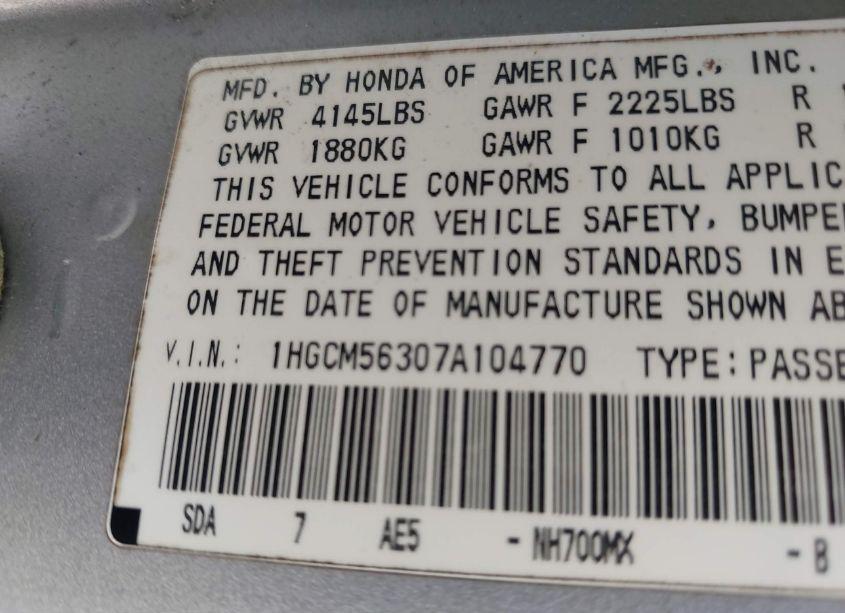 MFD. BY HONDA OF AMERICA MFG., INC.
GVWR 4145LBS GAWR F 2225LBS R
GVWR 1880KG GAWR F 1010KG R
THIS VEHICLE CONFORMS TO ALL APPLIC
FEDERAL MOTOR VEHICLE SAFETY, BUMPE
AND THEFT PREVENTION STANDARDS IN E
ON THE DATE OF MANUFACTURE SHOWN AB
V.I.N.: 1HGCM56307A104770 TYPE: PASSE
SDA 7 AE5 - NH700MX - B